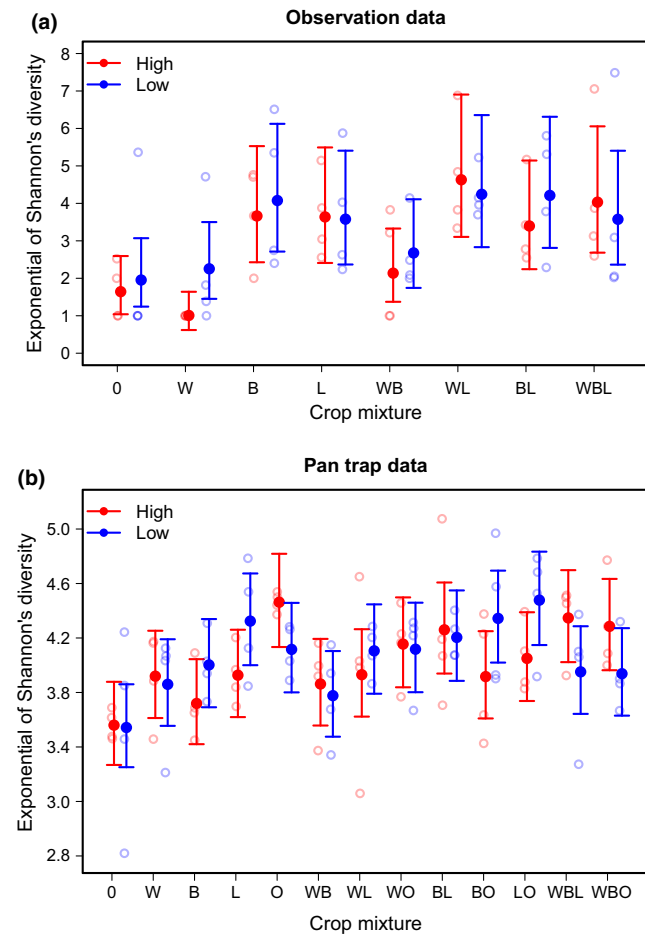 (a)
Observation data
High
Low
Exponential of Shannon's diversity
8
7
6
5
4
3
2
1
0
0 W B L WB WL BL WBL
Crop mixture
(b)
Pan trap data
High
Low
Exponential of Shannon's diversity
5.0
4.6
4.2
3.8
3.4
3.0
2.8
0 W B L O WB WL WO BL BO LO WBL WBO
Crop mixture